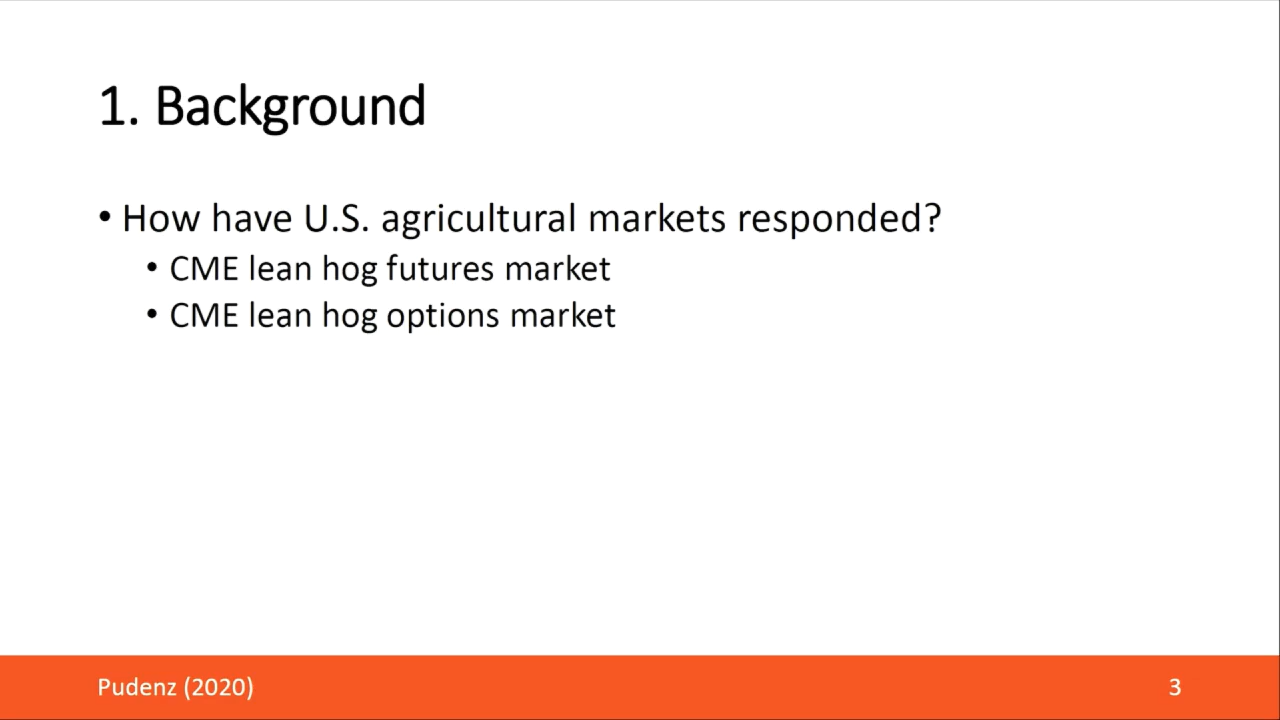 1. Background
• How have U.S. agricultural markets responded?
• CME lean hog futures market
• CME lean hog options market
Pudenz (2020)
3